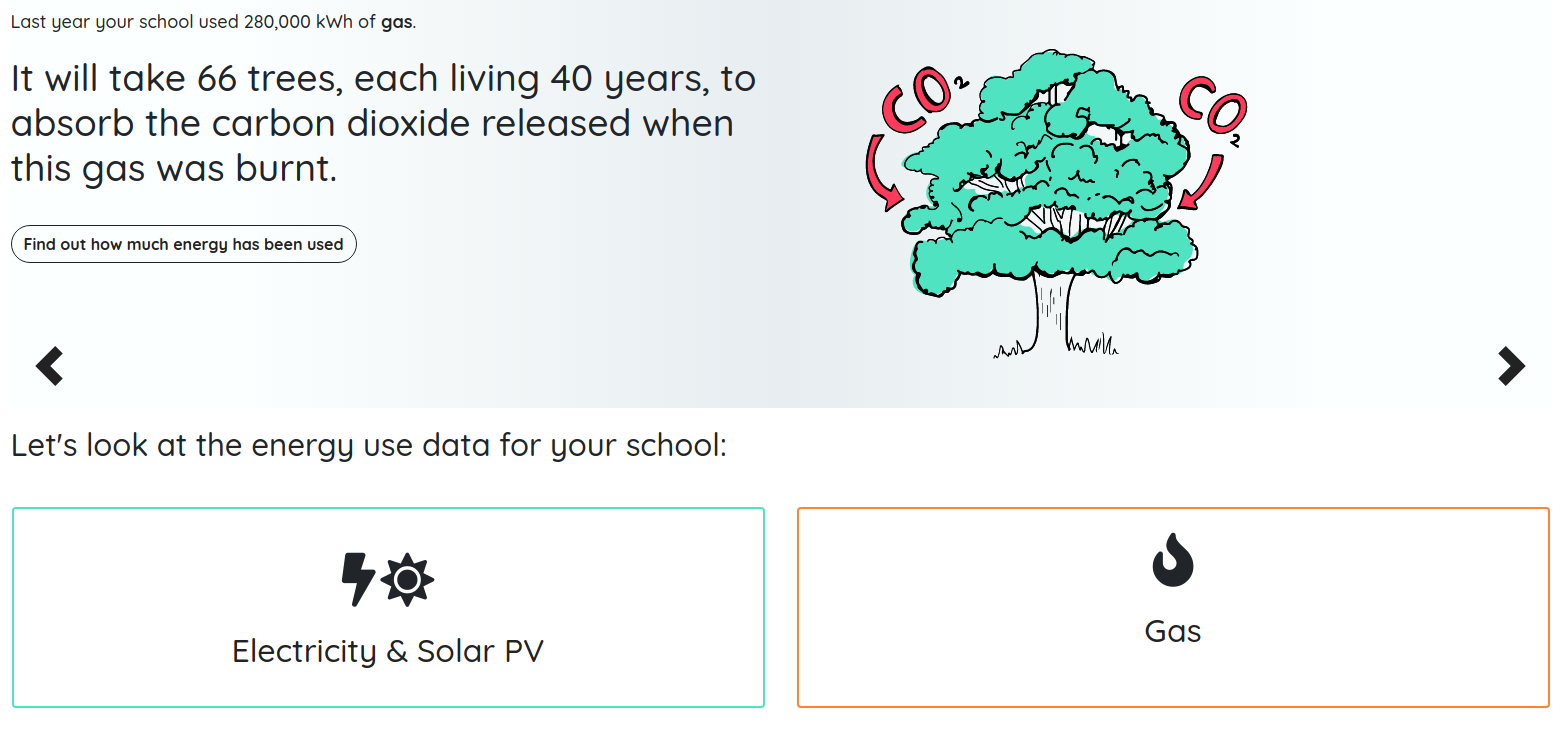 Last year your school used 280,000 kWh of gas.
It will take 66 trees, each living 40 years, to
absorb the carbon dioxide released when
this gas was burnt.
CO₂
CO₂
Find out how much energy has been used
Let's look at the energy use data for your school:
Electricity & Solar PV
Gas